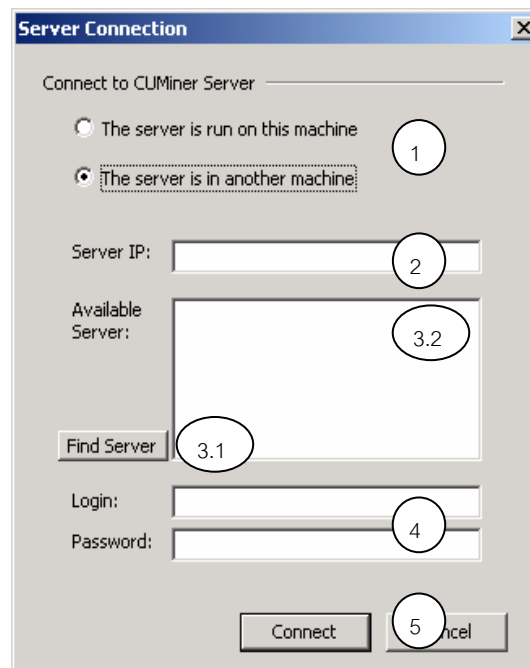 Server Connection
Connect to CUMiner Server
The server is run on this machine
1
The server is in another machine
Server IP:
2
Available
Server:
3.2
Find Server
3.1
Login:
4
Password:
Connect
5
ncel